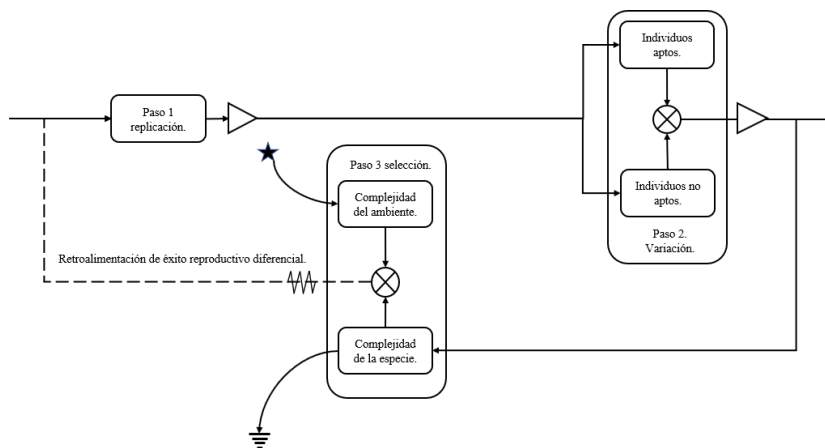 Individuos
aptos.
Paso 1
replicación.
Paso 3 selección.
Individuos no
aptos.
Complejidad
del ambiente.
Paso 2.
Variación.
Retroalimentación de éxito reproductivo diferencial.
Complejidad
de la especie.